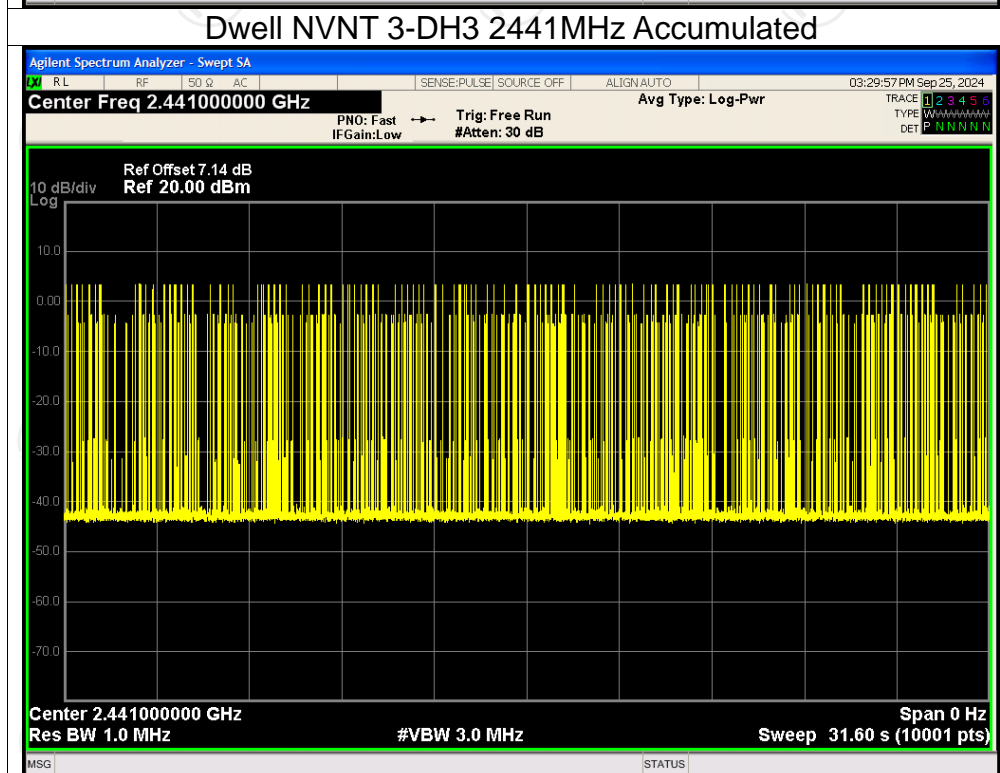 Dwell NVNT 3-DH3 2441MHz Accumulated
Agilent Spectrum Analyzer - Swept SA
LXI RL RF 50 Ω AC SENSE:PULSE SOURCE OFF ALIGN AUTO 03:29:57 PM Sep 25, 2024
Center Freq 2.441000000 GHz Avg Type: Log-Pwr TRACE 1 2 3 4 5 6
PNO: Fast Trig: Free Run TYPE WWWWWW
IFGain:Low #Atten: 30 dB DET P N N N N N
Ref Offset 7.14 dB
10 dB/div Ref 20.00 dBm
Log
10.0
0.00
-10.0
-20.0
-30.0
-40.0
-50.0
-60.0
-70.0
Center 2.441000000 GHz Span 0 Hz
Res BW 1.0 MHz #VBW 3.0 MHz Sweep 31.60 s (10001 pts)
MSG STATUS